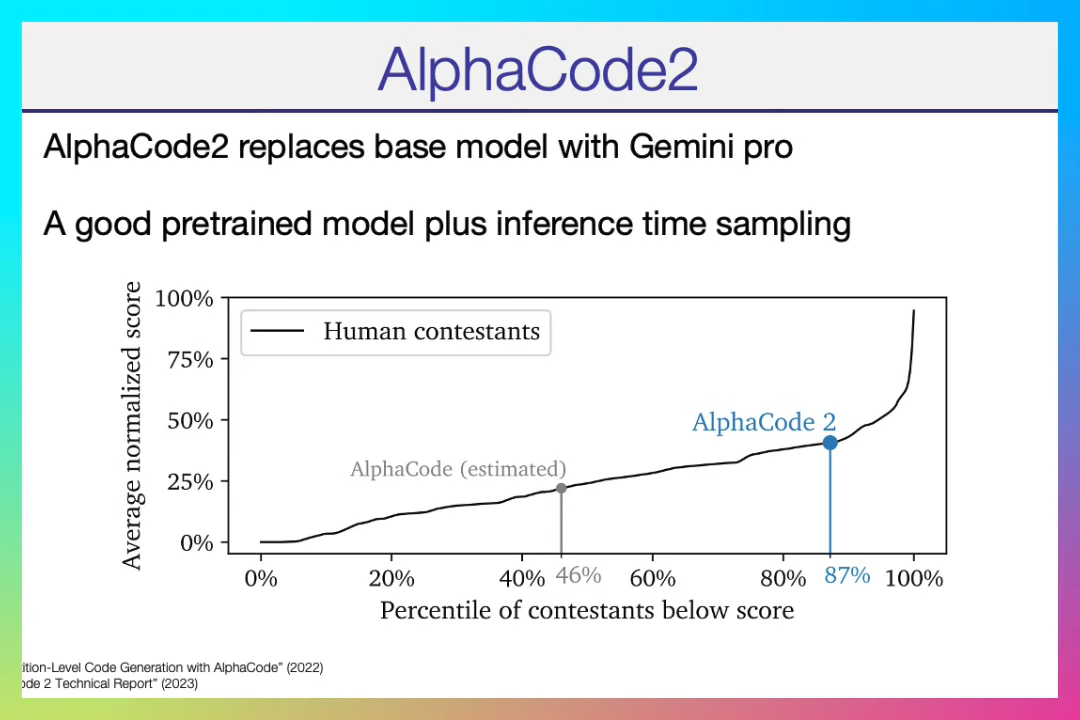 AlphaCode2
AlphaCode2 replaces base model with Gemini pro
A good pretrained model plus inference time sampling
Average normalized score
100%
75%
50%
25%
0%
Human contestants
AlphaCode 2
AlphaCode (estimated)
0%
20%
40%
46%
60%
80%
87%
100%
Percentile of contestants below score
-Level Code Generation with AlphaCode” (2022)
2 Technical Report” (2023)